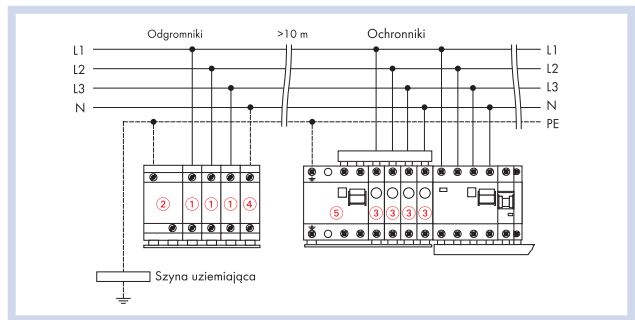 Odgromniki >10 m Ochronniki
L1 L1
L2 L2
L3 L3
N N
PE
2 1 1 1 4 5 3 3 3 3
Szyna uziemiająca